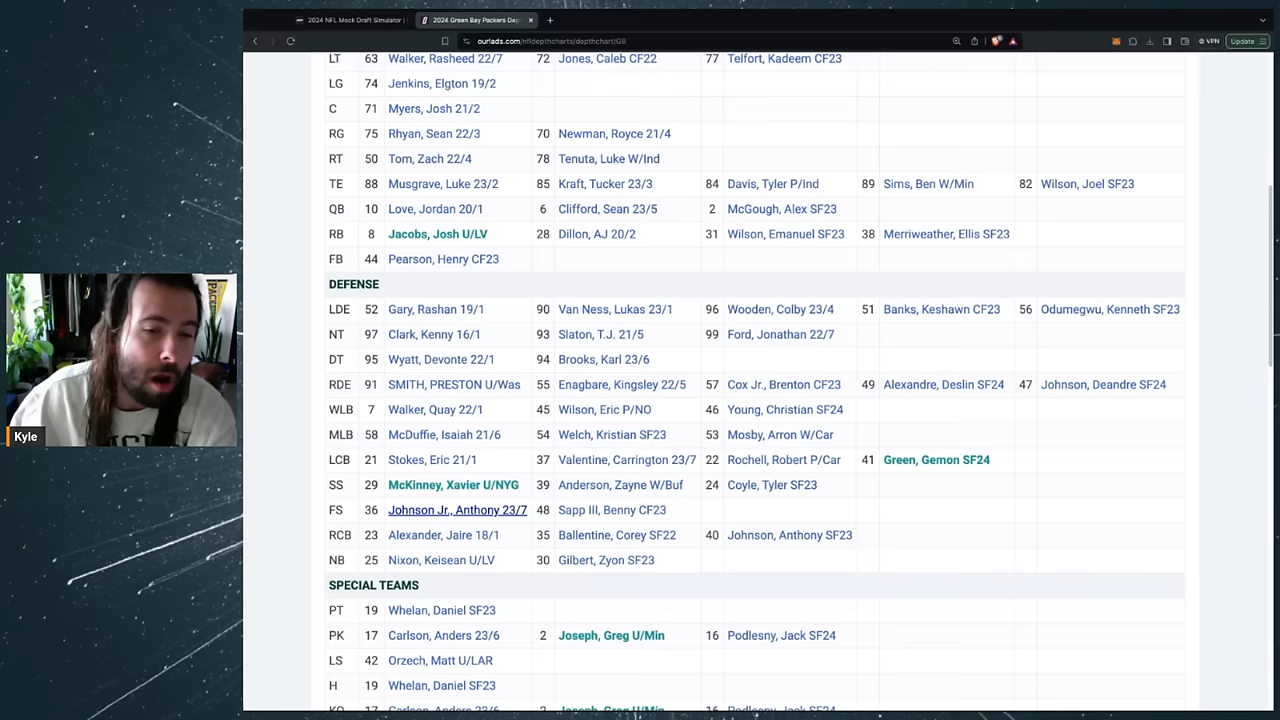 2024 NFL Mock Draft Simulator |
2024 Green Bay Packers Dep
ourlads.com/nfldepthcharts/depthchart/GB
VPN
Update
LT 63 Walker, Rasheed 22/7 72 Jones, Caleb CF22 77 Telfort, Kadeem CF23
LG 74 Jenkins, Elgton 19/2
C 71 Myers, Josh 21/2
RG 75 Rhyan, Sean 22/3 70 Newman, Royce 21/4
RT 50 Tom, Zach 22/4 78 Tenuta, Luke W/Ind
TE 88 Musgrave, Luke 23/2 85 Kraft, Tucker 23/3 84 Davis, Tyler P/Ind 89 Sims, Ben W/Min 82 Wilson, Joel SF23
QB 10 Love, Jordan 20/1 6 Clifford, Sean 23/5 2 McGough, Alex SF23
RB 8 Jacobs, Josh U/LV 28 Dillon, AJ 20/2 31 Wilson, Emanuel SF23 38 Merriweather, Ellis SF23
FB 44 Pearson, Henry CF23
DEFENSE
LDE 52 Gary, Rashan 19/1 90 Van Ness, Lukas 23/1 96 Wooden, Colby 23/4 51 Banks, Keshawn CF23 56 Odumegwu, Kenneth SF23
NT 97 Clark, Kenny 16/1 93 Slaton, T.J. 21/5 99 Ford, Jonathan 22/7
DT 95 Wyatt, Devonte 22/1 94 Brooks, Karl 23/6
RDE 91 SMITH, PRESTON U/Was 55 Enagbare, Kingsley 22/5 57 Cox Jr., Brenton CF23 49 Alexandre, Deslin SF24 47 Johnson, Deandre SF24
WLB 7 Walker, Quay 22/1 45 Wilson, Eric P/NO 46 Young, Christian SF24
MLB 58 McDuffie, Isaiah 21/6 54 Welch, Kristian SF23 53 Mosby, Arron W/Car
LCB 21 Stokes, Eric 21/1 37 Valentine, Carrington 23/7 22 Rochell, Robert P/Car 41 Green, Gemon SF24
SS 29 McKinney, Xavier U/NYG 39 Anderson, Zayne W/Buf 24 Coyle, Tyler SF23
FS 36 Johnson Jr., Anthony 23/7 48 Sapp III, Benny CF23
RCB 23 Alexander, Jaire 18/1 35 Ballentine, Corey SF22 40 Johnson, Anthony SF23
NB 25 Nixon, Keisean U/LV 30 Gilbert, Zyon SF23
SPECIAL TEAMS
PT 19 Whelan, Daniel SF23
PK 17 Carlson, Anders 23/6 2 Joseph, Greg U/Min 16 Podlesny, Jack SF24
LS 42 Orzech, Matt U/LAR
H 19 Whelan, Daniel SF23
KO 17 Carlson, Anders 23/6 2 Joseph, Greg U/Min 16 Podlesny, Jack SF24
Kyle